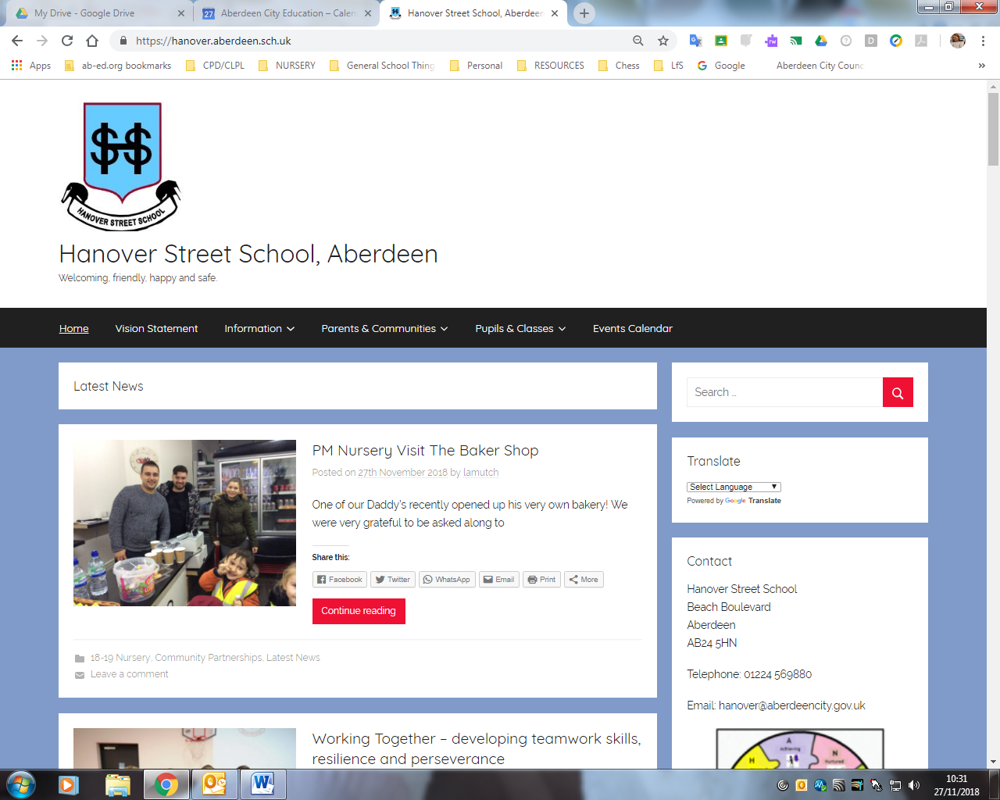 My Drive - Google Drive
27
Aberdeen City Education – Calen
Hanover Street School, Aberdeen
https://hanover.aberdeen.sch.uk
Apps
ab-ed.org bookmarks
CPD/CLPL
NURSERY
General School Thing
Personal
RESOURCES
Chess
LfS
Google
Aberdeen City Counc
»
HANOVER STREET SCHOOL
Hanover Street School, Aberdeen
Welcoming, friendly, happy and safe.
Home
Vision Statement
Information
Parents & Communities
Pupils & Classes
Events Calendar
Latest News
PM Nursery Visit The Baker Shop
Posted on 27th November 2018 by lamutch
One of our Daddy's recently opened up his very own bakery! We
were very grateful to be asked along to
Share this:
Facebook
Twitter
WhatsApp
Email
Print
More
Continue reading
18-19 Nursery, Community Partnerships, Latest News
Leave a comment
Working Together – developing teamwork skills,
resilience and perseverance
Search …
Translate
Select Language
Powered by Google Translate
Contact
Hanover Street School
Beach Boulevard
Aberdeen
AB24 5HN
Telephone: 01224 569880
Email: hanover@aberdeencity.gov.uk
H
A
Achieving
N
Nurtured
10:31
27/11/2018